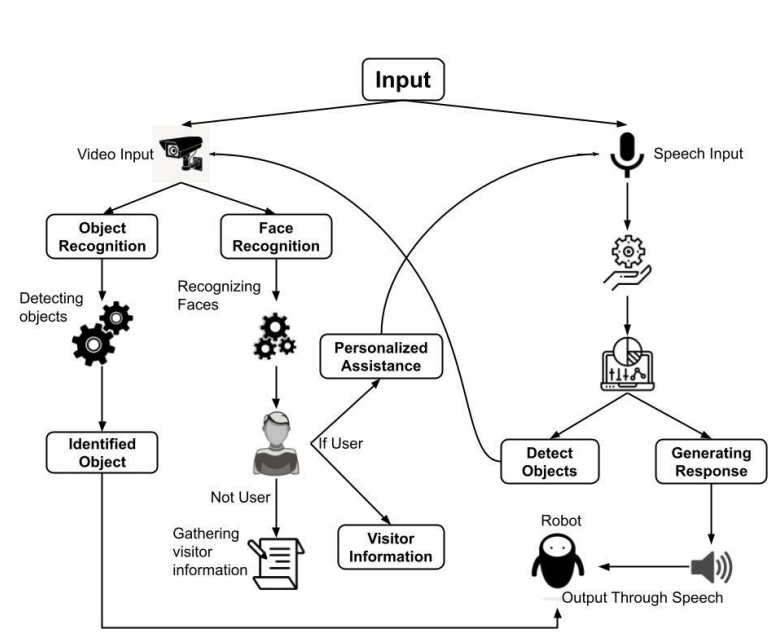 Input
Video Input
Speech Input
Object
Recognition
Face
Recognition
Detecting
objects
Recognizing
Faces
Personalized
Assistance
Identified
Object
If User
Detect
Objects
Generating
Response
Not User
Gathering
visitor
information
Visitor
Information
Robot
Output Through Speech